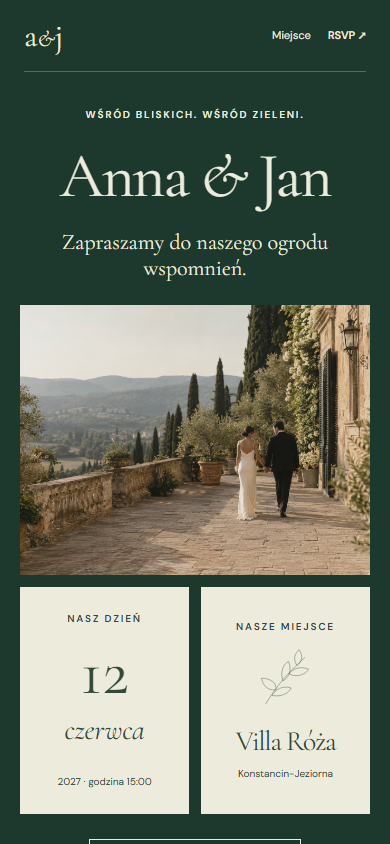 a&j
Miejsce
RSVP ↗
WŚRÓD BLISKICH. WŚRÓD ZIELENI.
Anna & Jan
Zapraszamy do naszego ogrodu
wspomnień.
NASZ DZIEŃ
12
czerwca
2027 · godzina 15:00
NASZE MIEJSCE
Villa Róża
Konstancin-Jeziorna